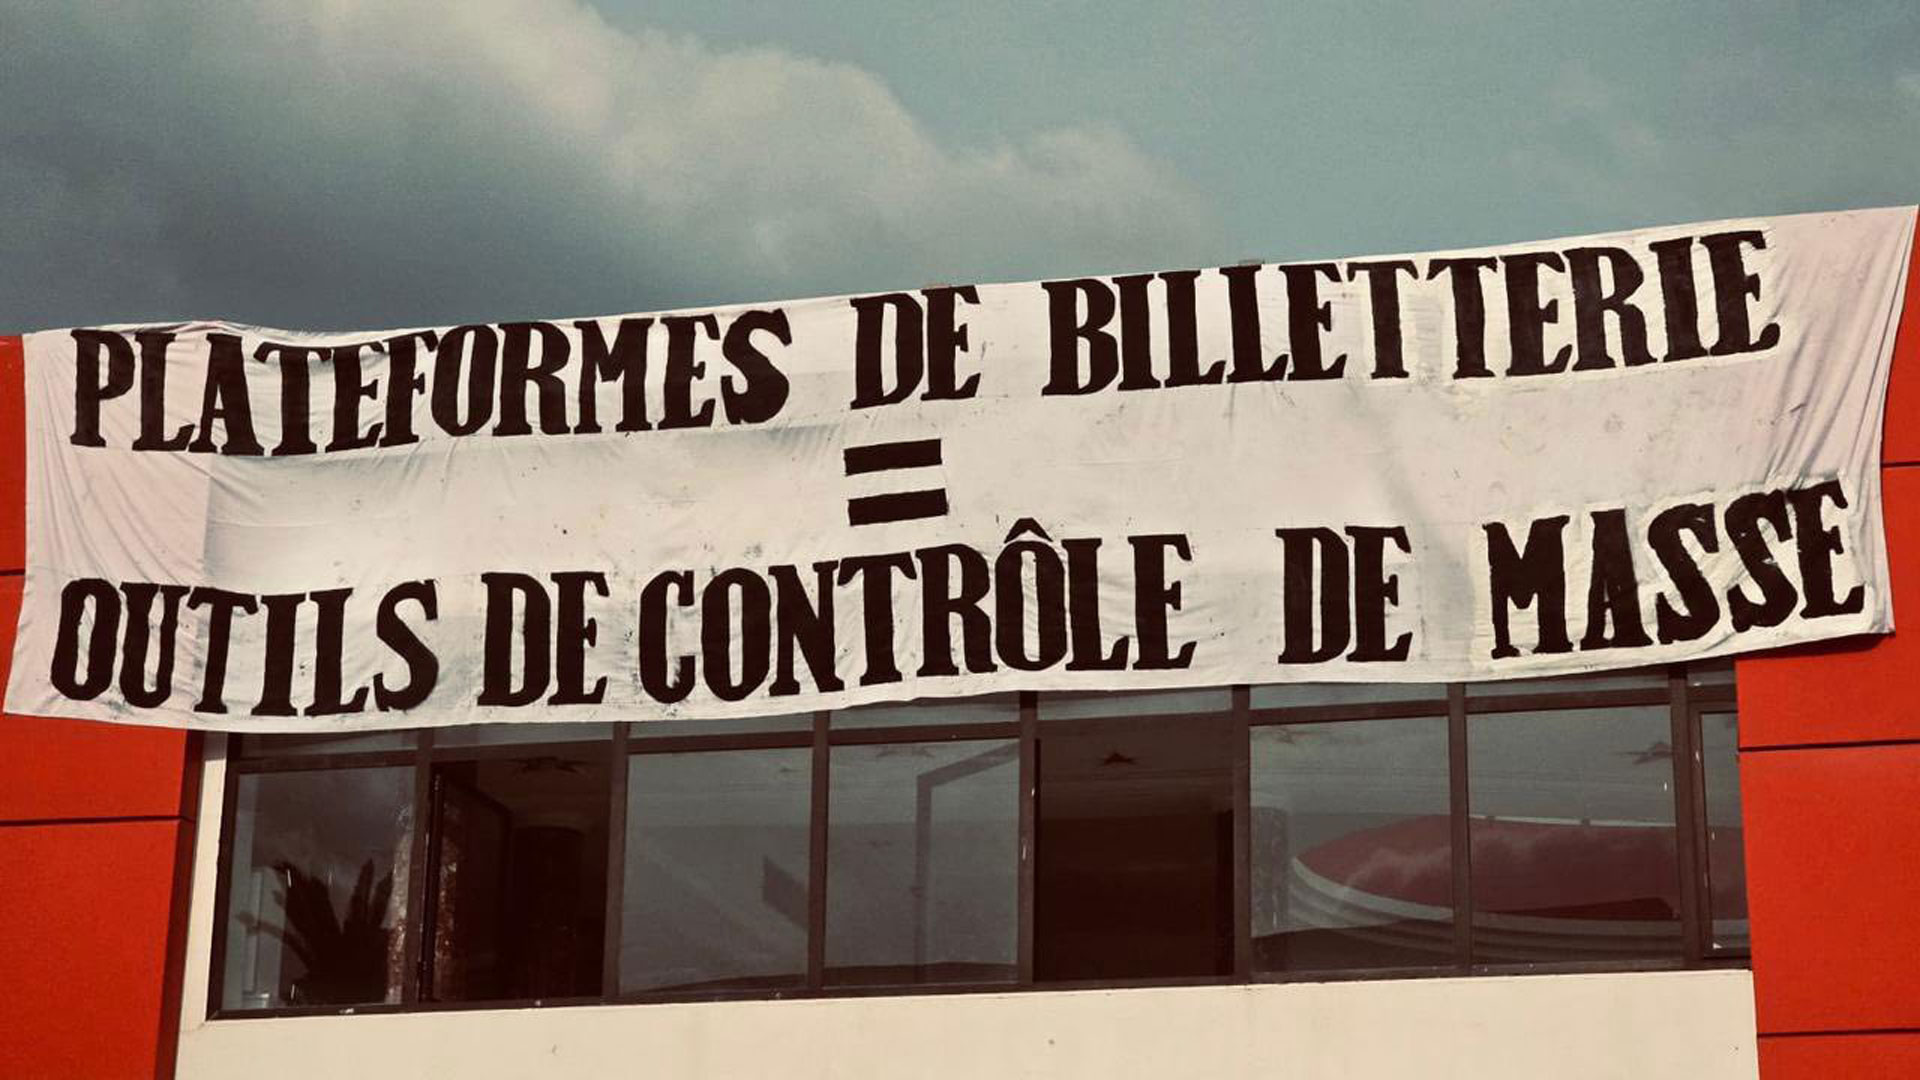 PLATEFORMES DE BILLETTERIE
=
OUTILS DE CONTRÔLE DE MASSE